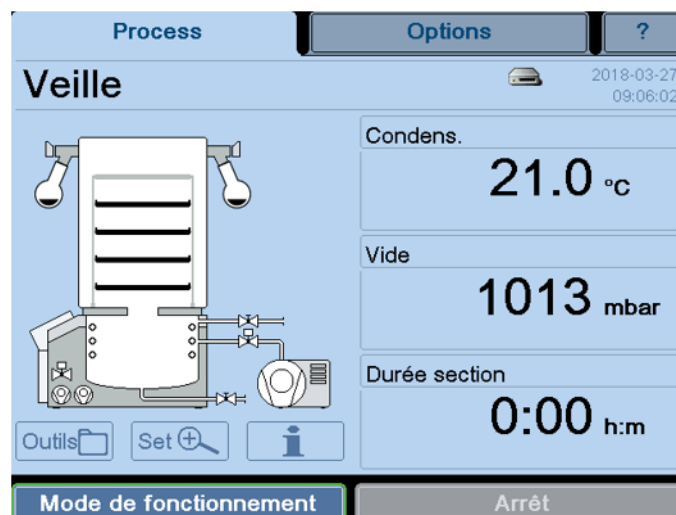 Process Options ?
Veille 2018-03-27
09:06:02
Condens.
21.0 °C
Vide
1013 mbar
Durée section
0:00 h:m
Outils Set i
Mode de fonctionnement Arrêt